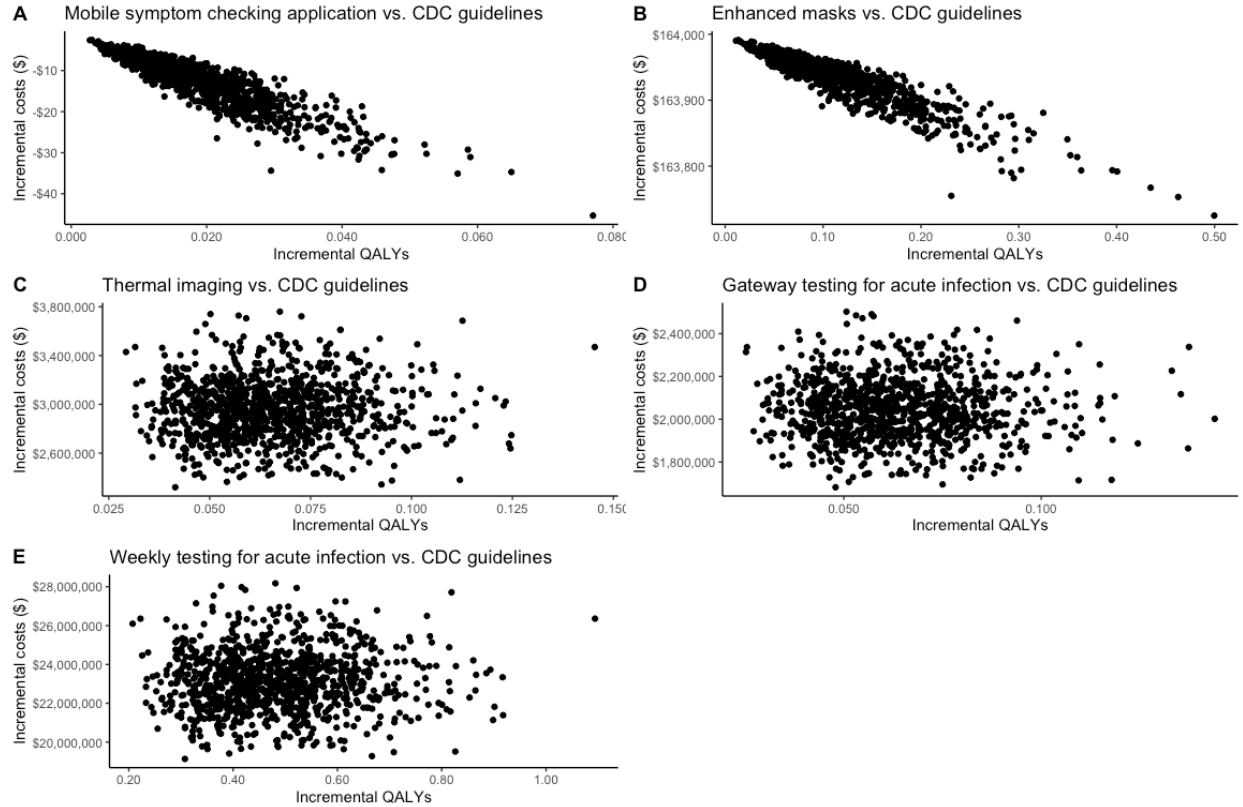 A Mobile symptom checking application vs. CDC guidelines
Incremental costs ($)
-$10
-$20
-$30
-$40
0.000 0.020 0.040 0.060 0.080
Incremental QALYs
B Enhanced masks vs. CDC guidelines
Incremental costs ($)
$164,000
$163,900
$163,800
0.00 0.10 0.20 0.30 0.40 0.50
Incremental QALYs
C Thermal imaging vs. CDC guidelines
Incremental costs ($)
$3,800,000
$3,400,000
$3,000,000
$2,600,000
0.025 0.050 0.075 0.100 0.125 0.150
Incremental QALYs
D Gateway testing for acute infection vs. CDC guidelines
Incremental costs ($)
$2,400,000
$2,200,000
$2,000,000
$1,800,000
0.050 0.100
Incremental QALYs
E Weekly testing for acute infection vs. CDC guidelines
Incremental costs ($)
$28,000,000
$26,000,000
$24,000,000
$22,000,000
$20,000,000
0.20 0.40 0.60 0.80 1.00
Incremental QALYs